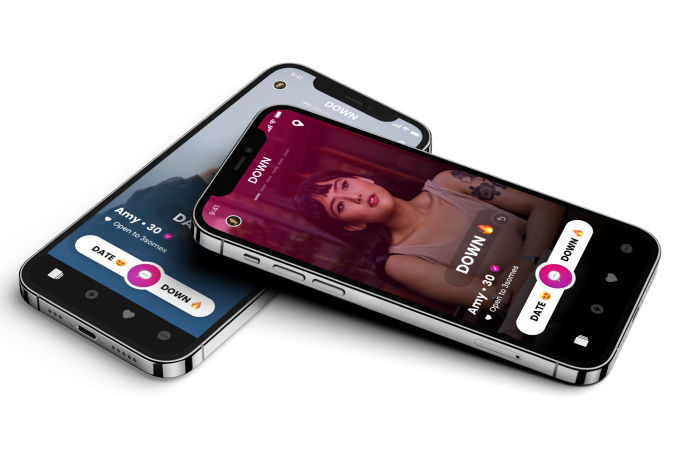 9:41
DOWN
DA
Amy • 30
Open to 3somes
DATE 😍
DOWN 🔥
9:41
DOWN
DOWN 🔥
Amy • 30
Open to 3somes
DATE 😍
DOWN 🔥